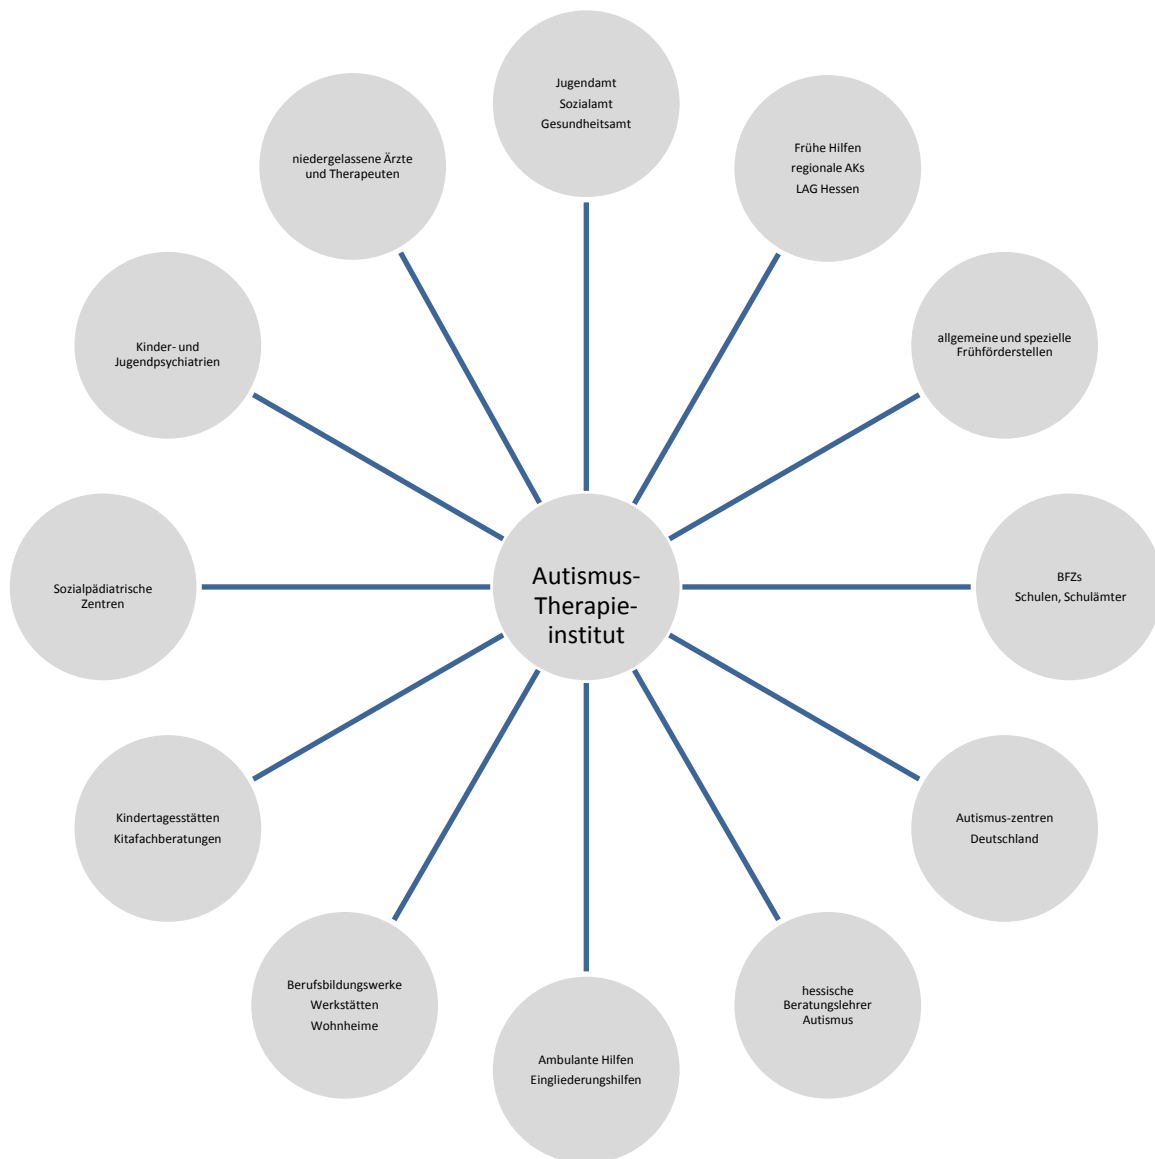 Jugendamt
Sozialamt
Gesundheitsamt
Frühe Hilfen
regionale AKs
LAG Hessen
allgemeine und spezielle
Frühförderstellen
BFZs
Schulen, Schulämter
Autismus-zentren
Deutschland
hessische
Beratungslehrer
Autismus
Ambulante Hilfen
Eingliederungshilfen
Berufsbildungswerke
Werkstätten
Wohnheime
Kindertagesstätten
Kitafachberatungen
Sozialpädiatrische
Zentren
Kinder- und
Jugendpsychiatrien
niedergelassene Ärzte
und Therapeuten
Autismus-
Therapie-
institut